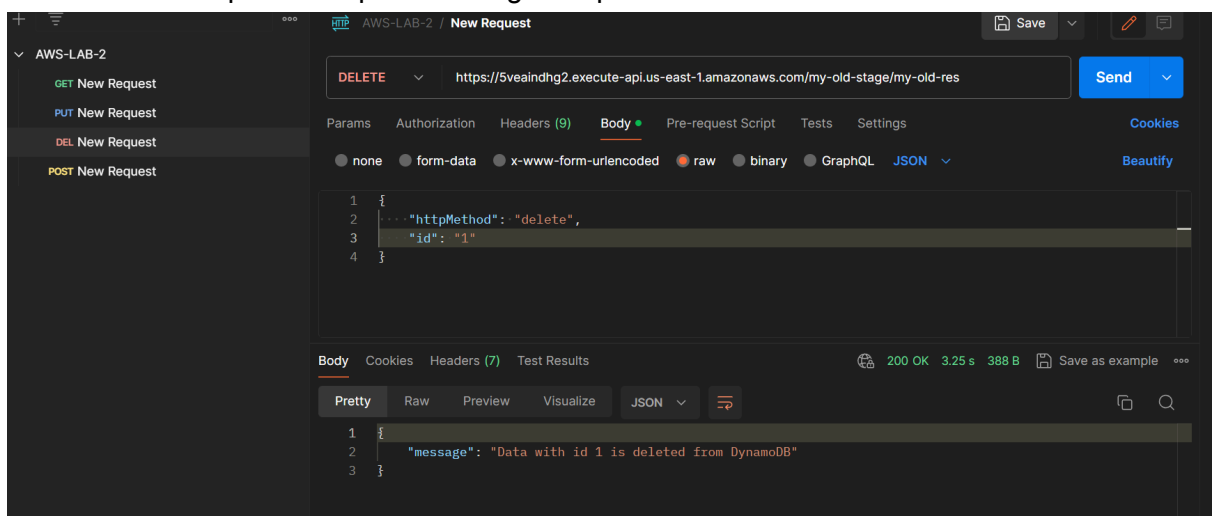 AWS-LAB-2 / New Request
Save
AWS-LAB-2
GET New Request
PUT New Request
DEL New Request
POST New Request
DELETE
https://5veaindhg2.execute-api.us-east-1.amazonaws.com/my-old-stage/my-old-res
Send
Params Authorization Headers (9) Body Pre-request Script Tests Settings Cookies
none form-data x-www-form-urlencoded raw binary GraphQL JSON Beautify
1 {
2 "httpMethod": "delete",
3 "id": "1"
4 }
Body Cookies Headers (7) Test Results 200 OK 3.25 s 388 B Save as example
Pretty Raw Preview Visualize JSON
1 {
2 "message": "Data with id 1 is deleted from DynamoDB"
3 }